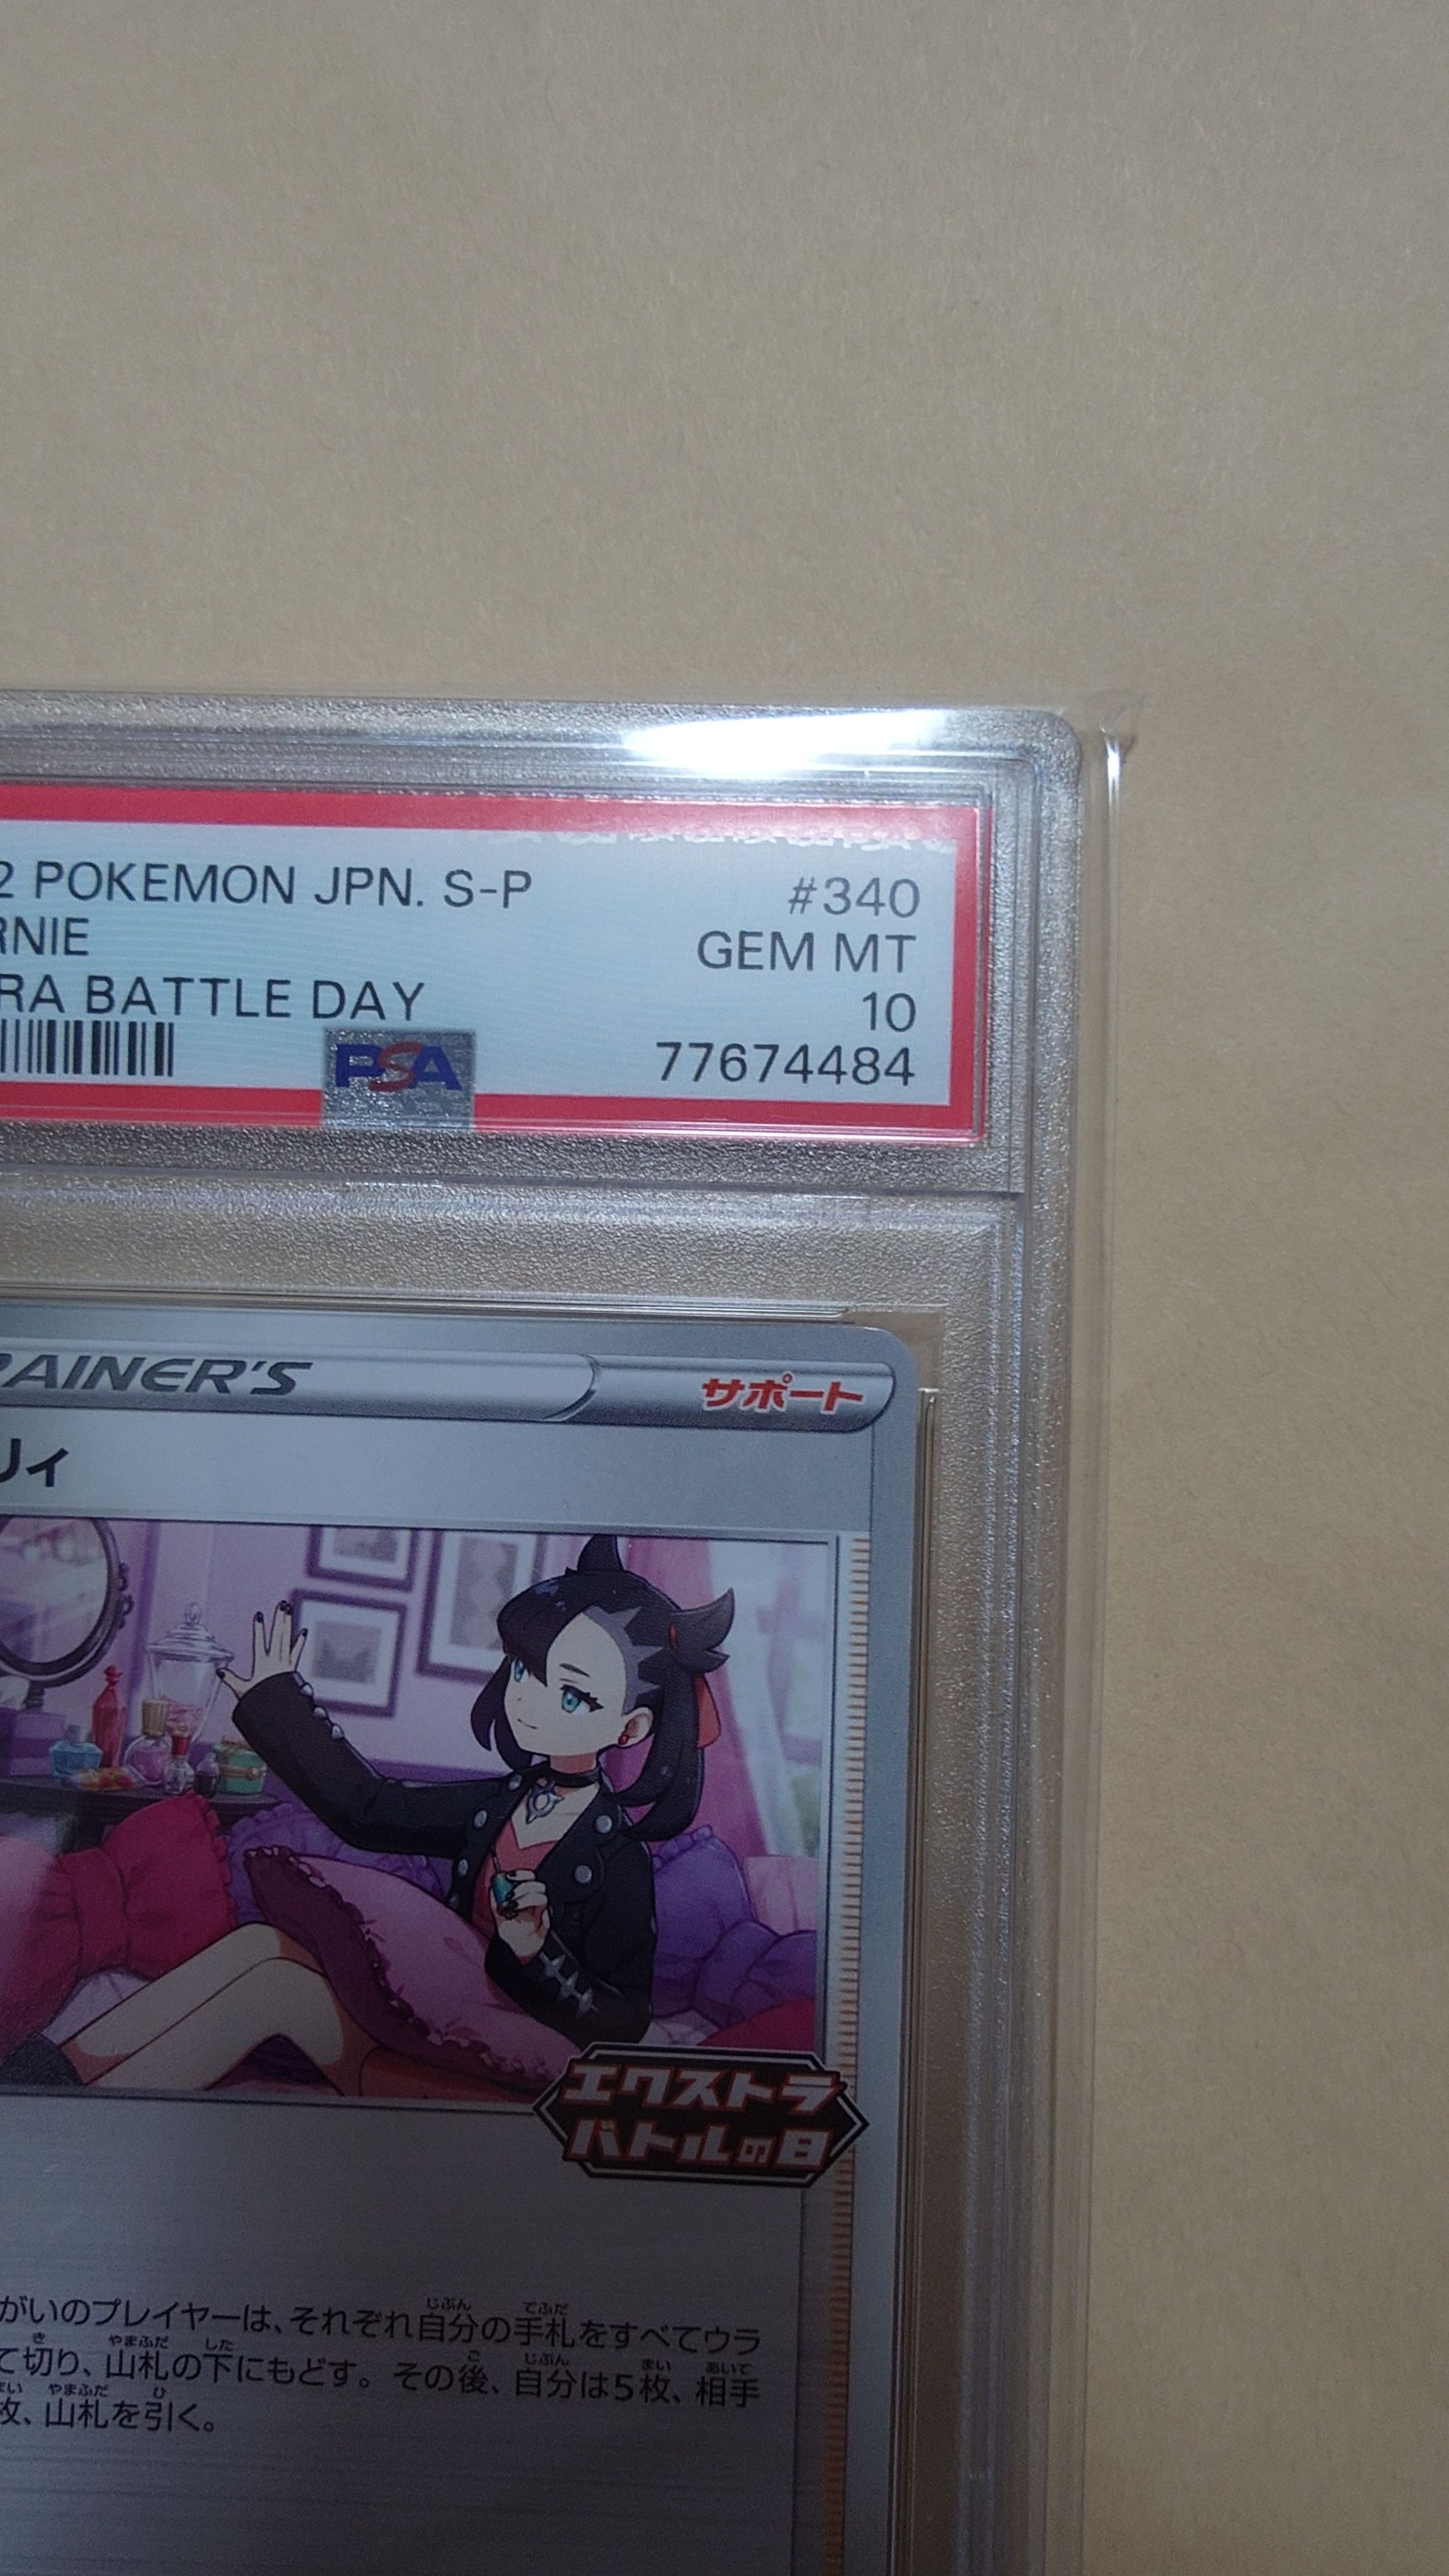 2 POKEMON JPN. S-P #340
RNIE GEM MT
RA BATTLE DAY 10
PSA 77674484
RAINER'S サポート
リィ
エクストラ
バトルの日
がいのプレイヤーは、それぞれ自分の手札をすべてウラ
て切り、山札の下にもどす。その後、自分は5枚、相手
枚、山札を引く。